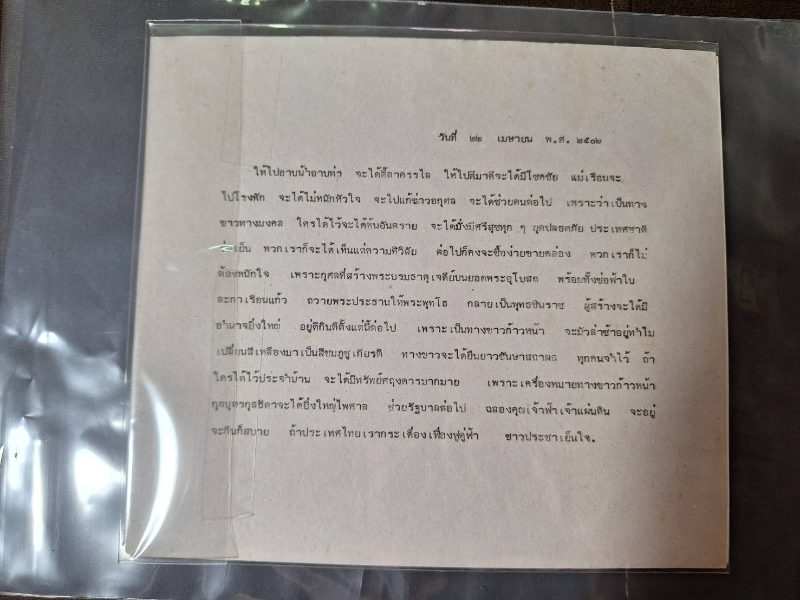 วันที่ ๒๒ เมษายน พ.ศ. ๒๕๐๒
ให้ไปอาบน้ำอาบท่า จะได้ลือาครรไล ให้ไปดีมาดีจะได้มีโชคชัย แม่เรือนจะ
ไปโรงพัก จะได้ไม่หนักหัวใจ จะไปแก้ข่าวอกุศล จะได้ช่วยคนต่อไป เพราะว่าเป็นทาง
ขาวทางมงคล ใครได้ไว้จะได้พ้นอันตราย จะได้มั่งมีศรีสุขทุก ๆ ยุคปลอดภัย ประเทศชาติ
ร่มเย็น พวกเราก็จะได้เห็นแต่ความศิวิลัย ต่อไปก็คงจะซื้อง่ายขายคล่อง พวกเราก็ไม่
ต้องหนักใจ เพราะกุศลที่สร้างพระบรมธาตุเจดีย์บนยอดพระอุโบสถ พร้อมทั้งช่อฟ้าใบ
ละกาเรือนแก้ว ถวายพระประธานให้พระพุทโธ กลายเป็นพุทธชินราช ผู้สร้างจะได้มี
อำนาจยิ่งใหญ่ อยู่ดีกินดีตั้งแต่นี้ต่อไป เพราะเป็นทางขาวก้าวหน้า จะมัวล่าช้าอยู่ทำไม
เปลี่ยนสีเหลืองมาเป็นสีชมภูชูเกียรติ ทางขาวจะได้ยืนยาวชันษาสถาผล ทุกคนจำไว้ ถ้า
ใครได้ไว้ประจำบ้าน จะได้มีทรัพย์ศฤงคารมากมาย เพราะเครื่องหมายทางขาวก้าวหน้า
กุลบุตรกุลธิดาจะได้ยิ่งใหญ่ไพศาล ช่วยรัฐบาลต่อไป ฉลองคุณเจ้าฟ้าเจ้าแผ่นดิน จะอยู่
จะกินก็สบาย ถ้าประเทศไทยเรากระเดื่องเฟื่องฟูคู่ฟ้า ชาวประชาเย็นใจ.